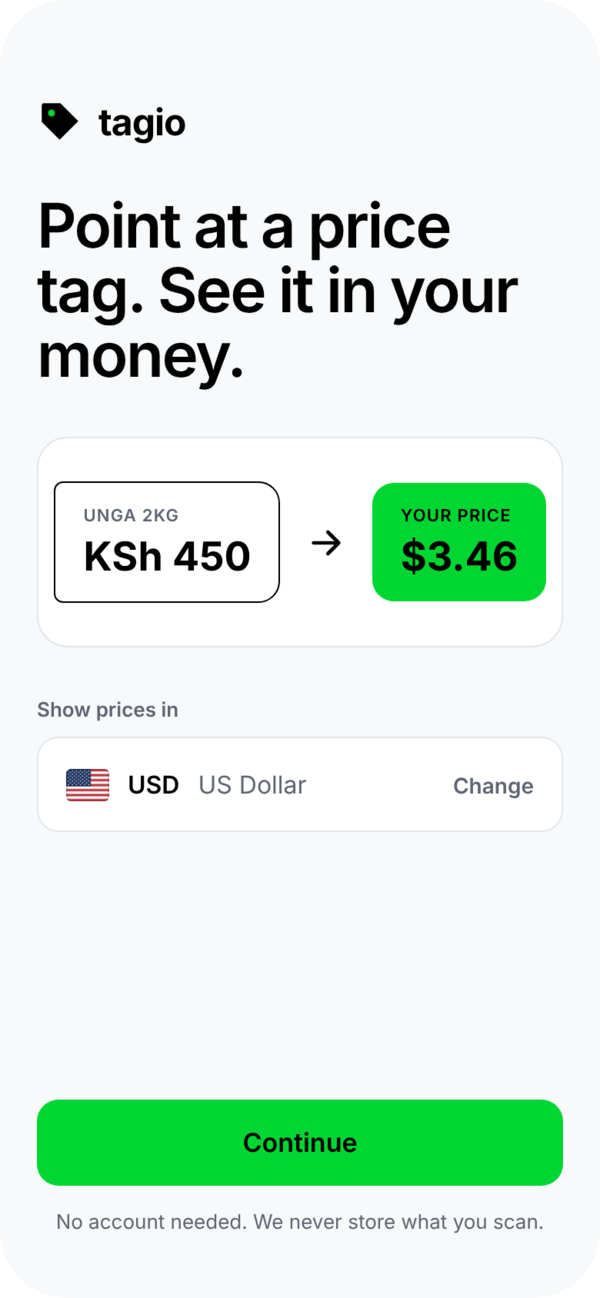 tagio
Point at a price
tag. See it in your
money.
UNGA 2KG
KSh 450
→
YOUR PRICE
$3.46
Show prices in
USD US Dollar
Change
Continue
No account needed. We never store what you scan.